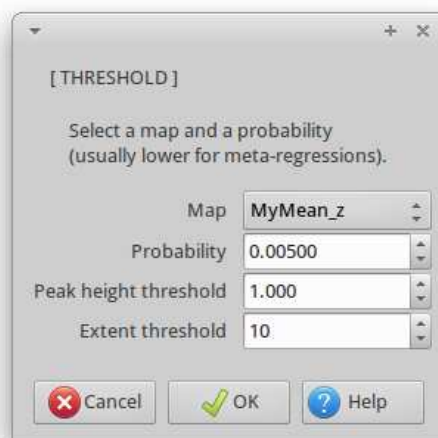 [ THRESHOLD ]
Select a map and a probability
(usually lower for meta-regressions).
Map MyMean_z
Probability 0.00500
Peak height threshold 1.000
Extent threshold 10
Cancel OK ? Help